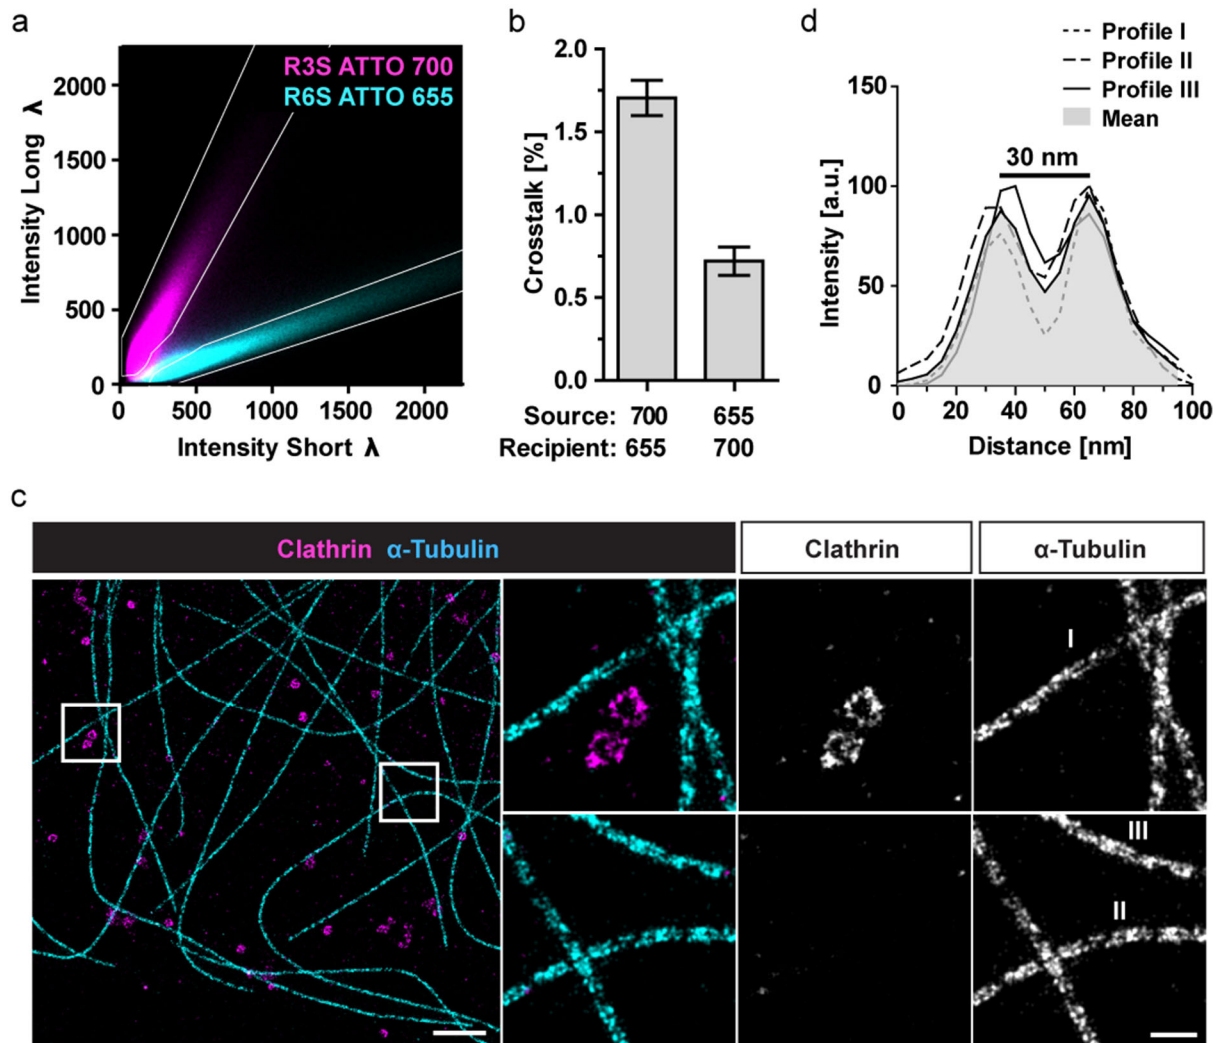 a
R3S ATTO 700
R6S ATTO 655
2000
1500
1000
500
0
Intensity Long λ
0
500
1000
1500
2000
Intensity Short λ
b
2.0
1.5
1.0
0.5
0.0
Crosstalk [%]
Source: 700 655
Recipient: 655 700
d
Profile I
Profile II
Profile III
Mean
150
100
50
0
Intensity [a.u.]
30 nm
0 20 40 60 80 100
Distance [nm]
c
Clathrin α-Tubulin
Clathrin
α-Tubulin
I
III
II